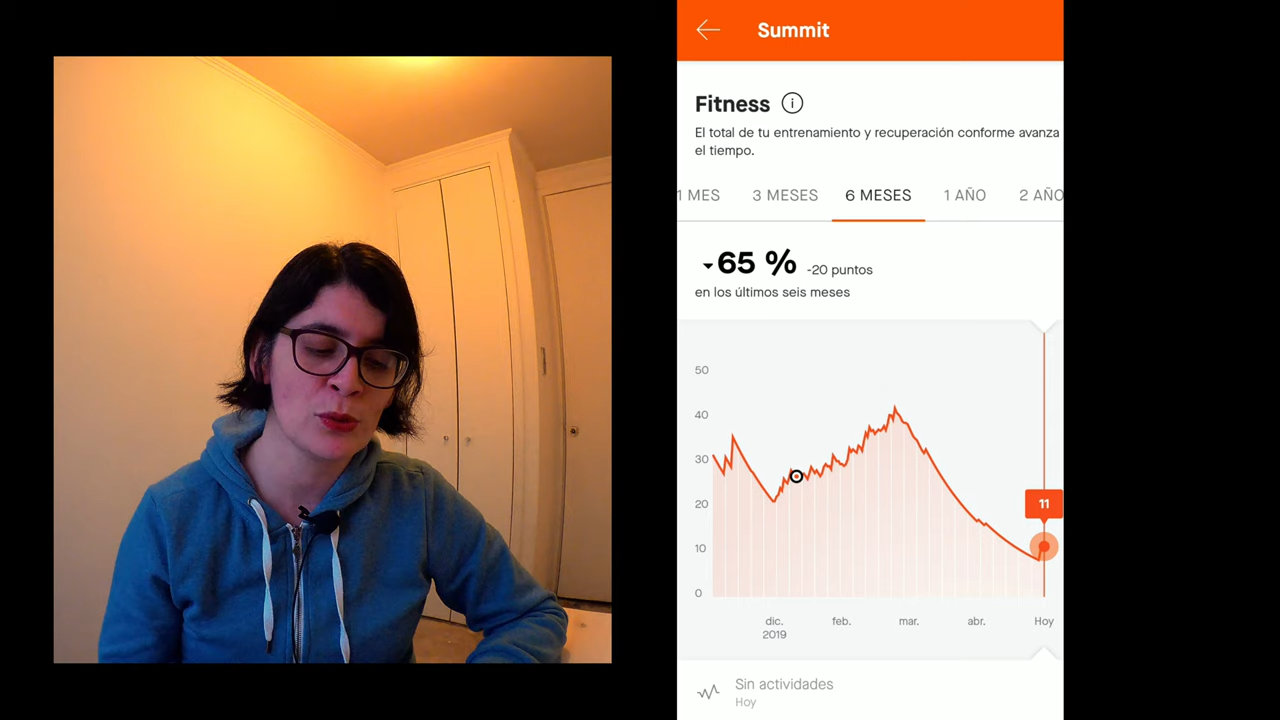 Summit
Fitness
El total de tu entrenamiento y recuperación conforme avanza
el tiempo.
1 MES 3 MESES 6 MESES 1 AÑO 2 AÑO
65 % -20 puntos
en los últimos seis meses
50
40
30
20
10
0
11
dic. feb. mar. abr. Hoy
2019
Sin actividades
Hoy